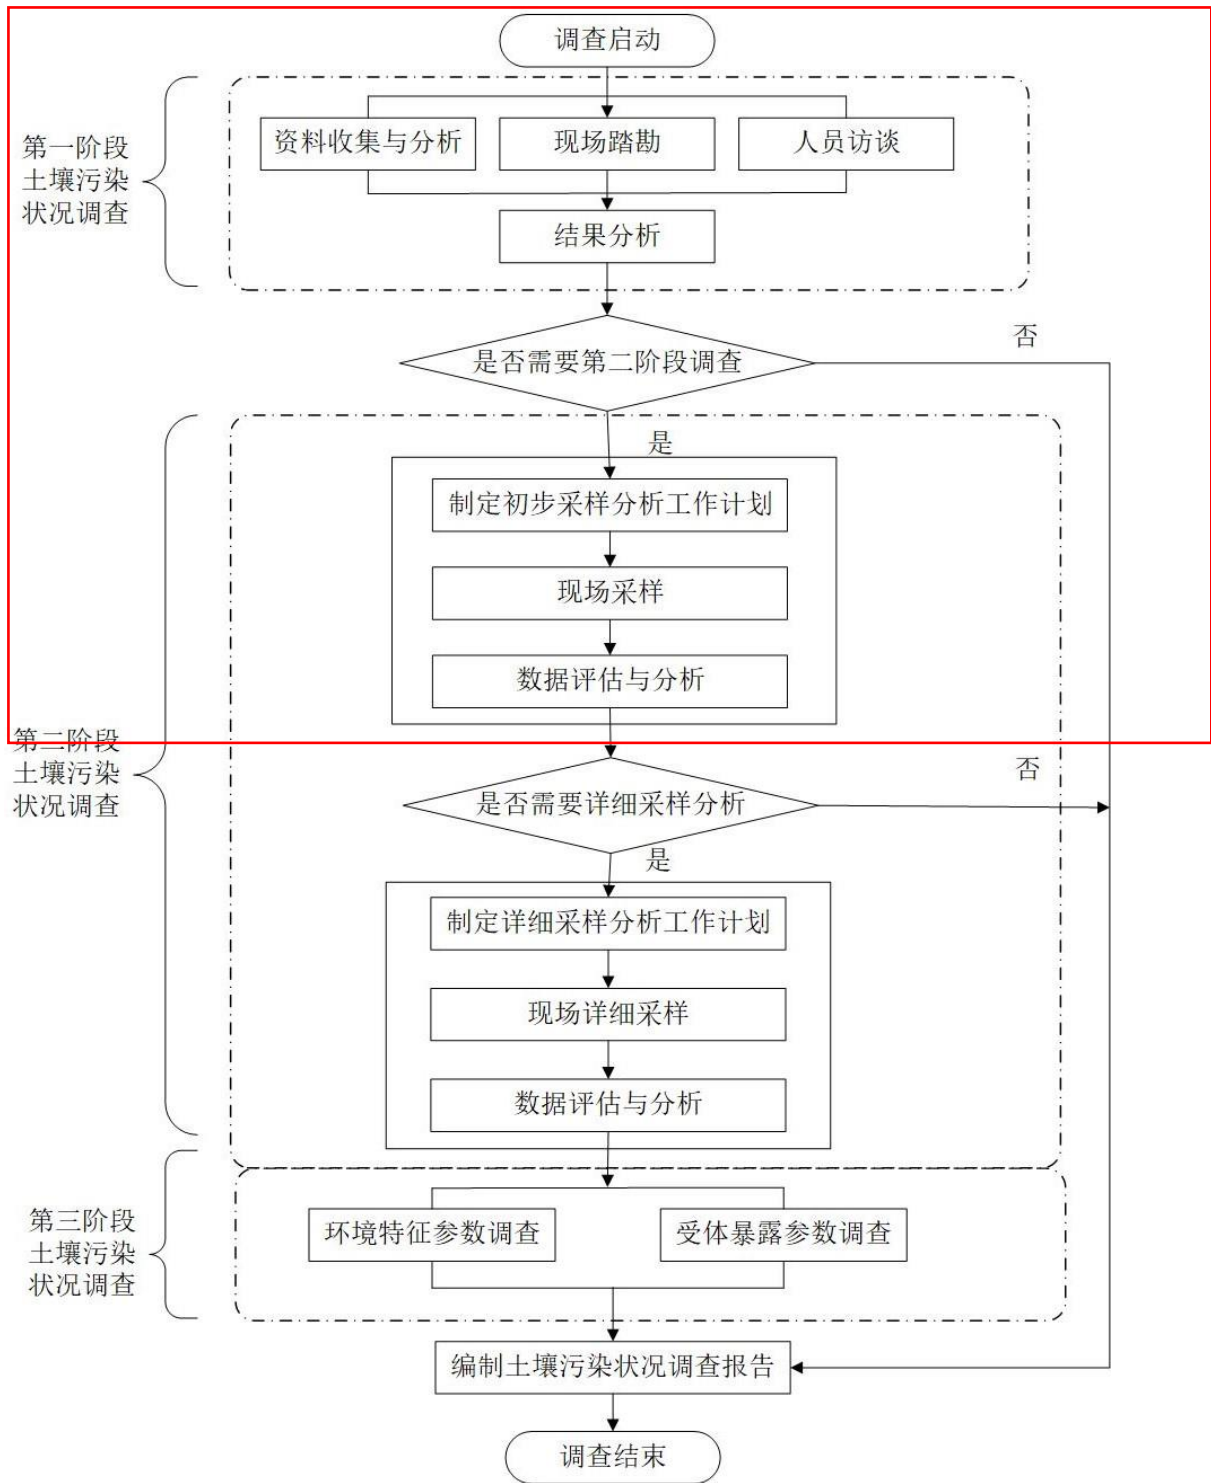 调查启动
第一阶段
土壤污染
状况调查
资料收集与分析
现场踏勘
人员访谈
结果分析
是否需要第二阶段调查
否
是
制定初步采样分析工作计划
现场采样
数据评估与分析
第二阶段
土壤污染
状况调查
是否需要详细采样分析
否
是
制定详细采样分析工作计划
现场详细采样
数据评估与分析
第三阶段
土壤污染
状况调查
环境特征参数调查
受体暴露参数调查
编制土壤污染状况调查报告
调查结束